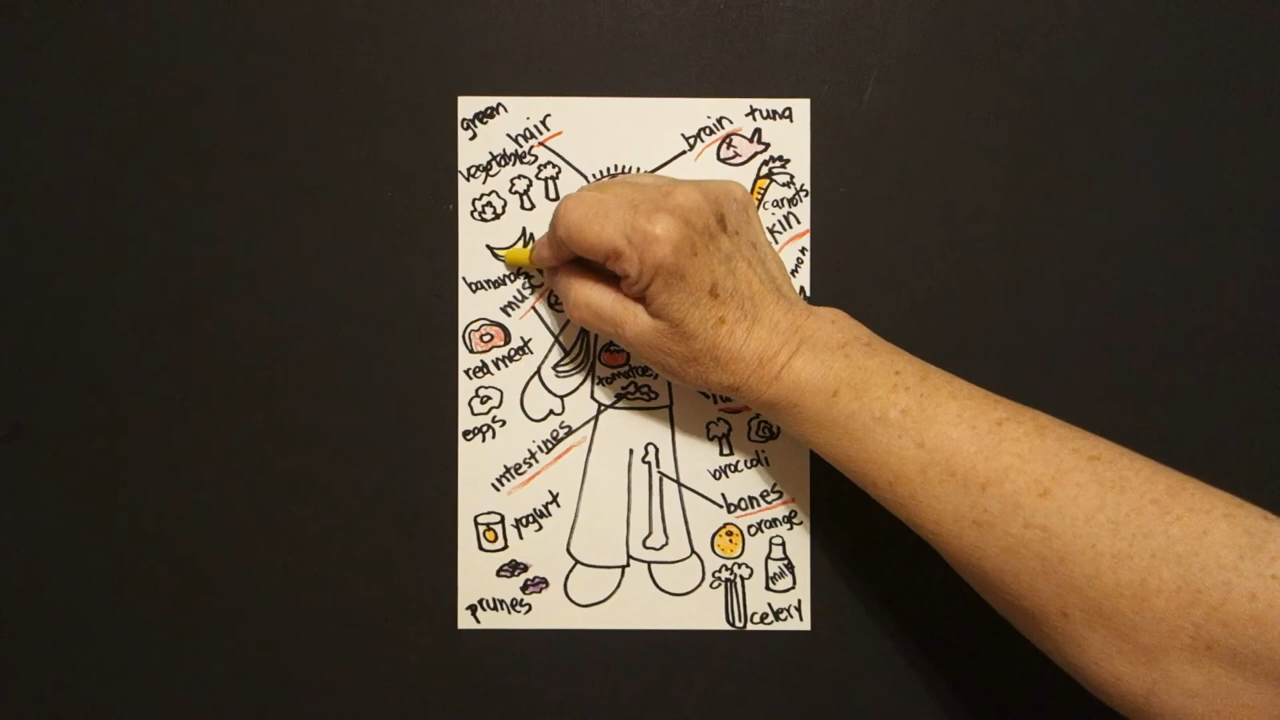 green
hair
vegetables
brain
tuna
carrots
bananas
red meat
eggs
tomatoes
intestines
broccoli
bones
orange
yogurt
milk
prunes
celery